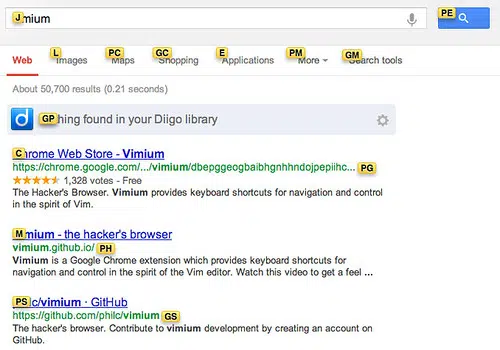 J mium PE
Web L Images PC Maps GC Shopping E Applications PM More GM Search tools
About 50,700 results (0.21 seconds)
d GP hing found in your Diigo library
C hrome Web Store - Vimium
https://chrome.google.com/.../vimium/dbepggeogbaibhgnhhndojpepiihc... PG
1,328 votes - Free
The Hacker's Browser. Vimium provides keyboard shortcuts for navigation and control
in the spirit of Vim.
M mium - the hacker's browser
vimium.github.io/ PH
Vimium is a Google Chrome extension which provides keyboard shortcuts for
navigation and control in the spirit of the Vim editor. Watch this video to get a feel ...
PS lc/vimium · GitHub
https://github.com/philc/vimium GS
The hacker's browser. Contribute to vimium development by creating an account on
GitHub.